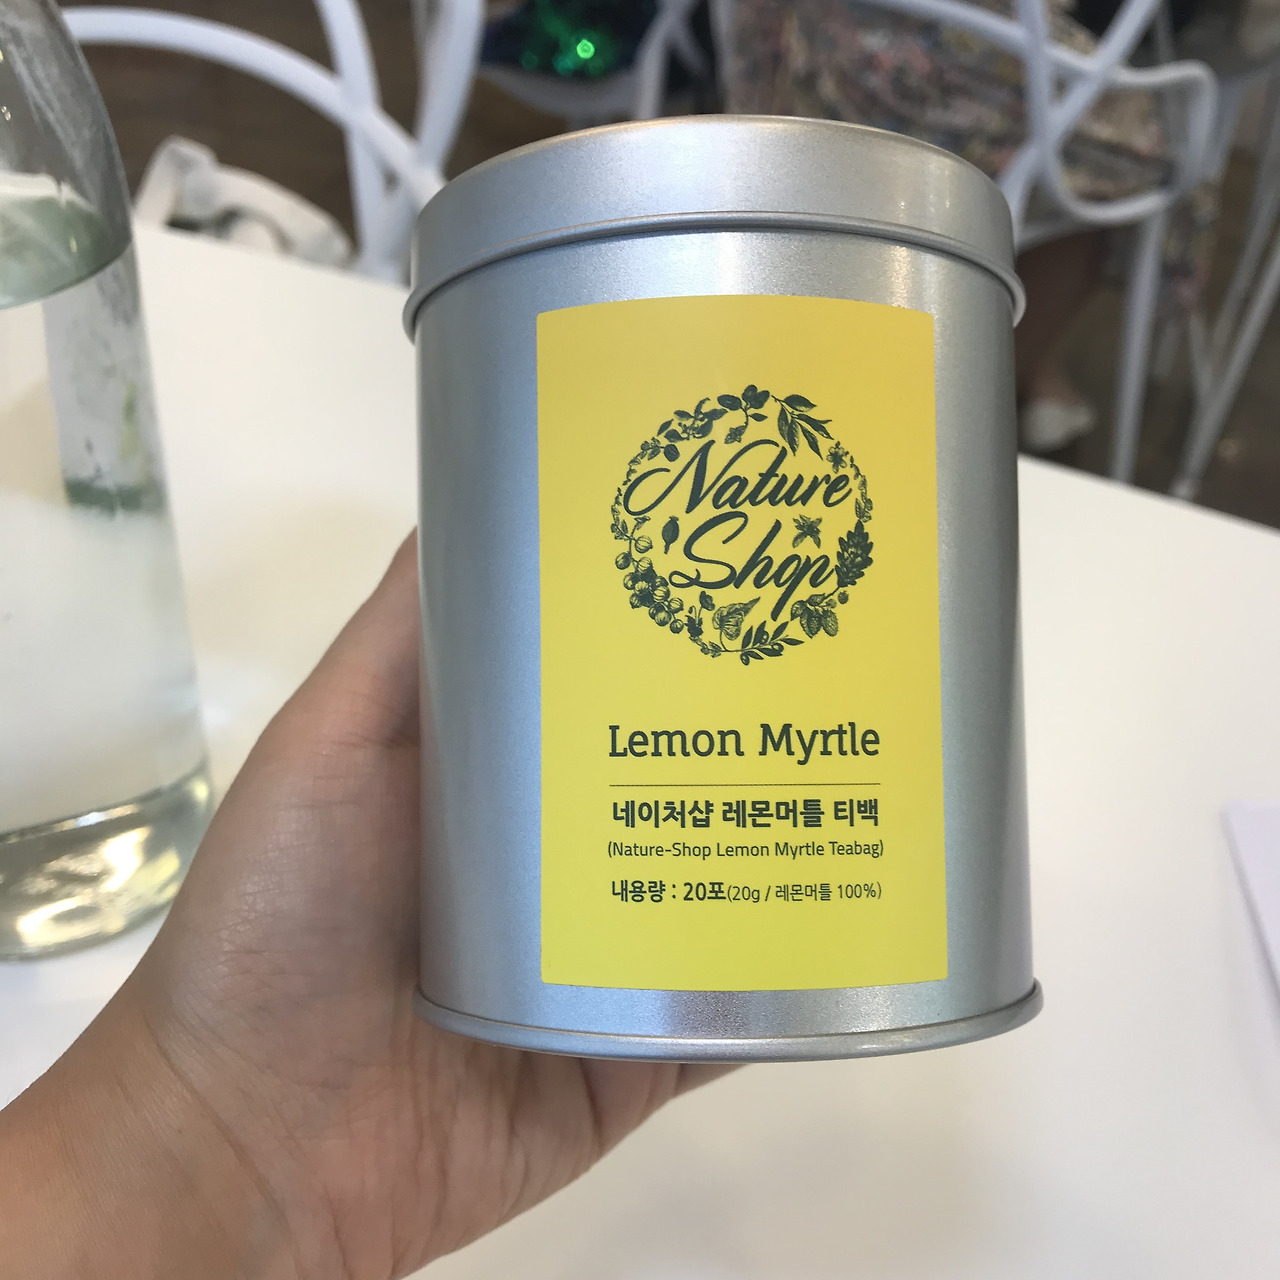 Nature
Shop
Lemon Myrtle
네이처샵 레몬머틀 티백
(Nature-Shop Lemon Myrtle Teabag)
내용량 : 20포(20g / 레몬머틀 100%)